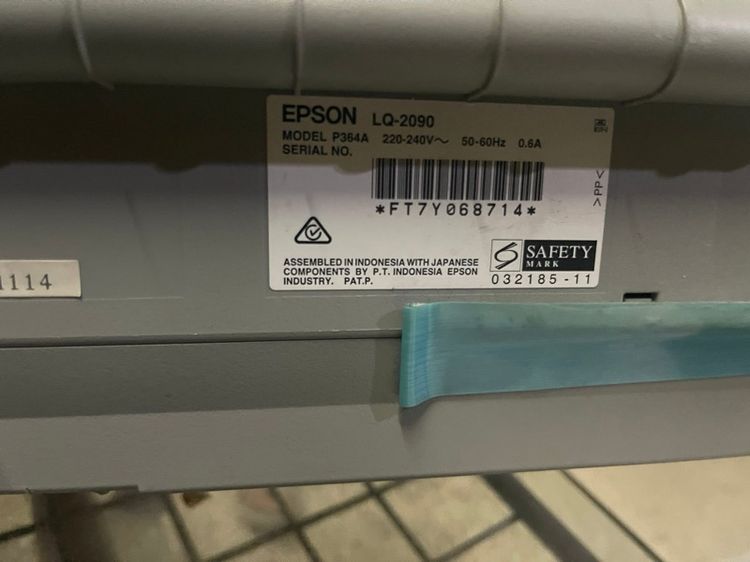 EPSON LQ-2090
MODEL P364A 220-240V～ 50-60Hz 0.6A
SERIAL NO.
*FT7Y068714*
>PP<
ASSEMBLED IN INDONESIA WITH JAPANESE
COMPONENTS BY P.T. INDONESIA EPSON
INDUSTRY. PAT.P.
SAFETY
MARK
032185-11
1114